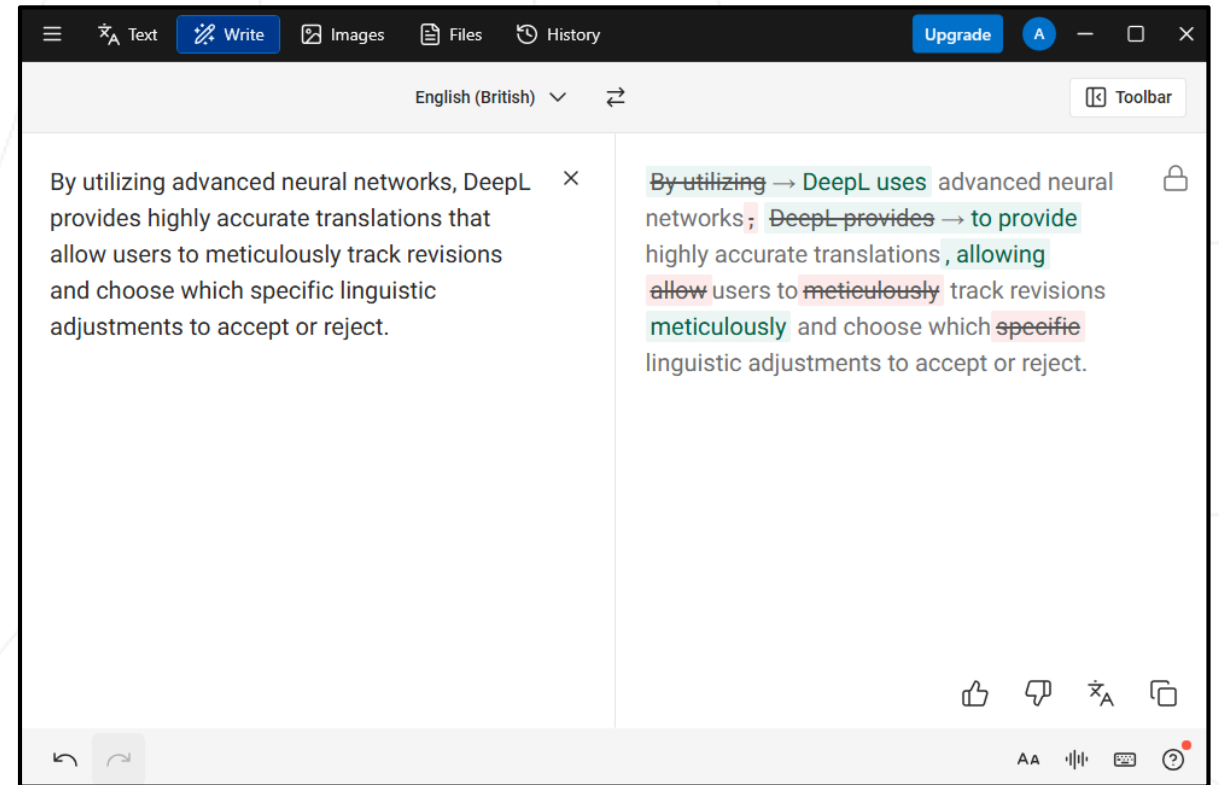 Text Write Images Files History Upgrade A
English (British) Toolbar
By utilizing advanced neural networks, DeepL
provides highly accurate translations that
allow users to meticulously track revisions
and choose which specific linguistic
adjustments to accept or reject.
By utilizing → DeepL uses advanced neural
networks, DeepL provides → to provide
highly accurate translations, allowing
allow users to meticulously track revisions
meticulously and choose which specific
linguistic adjustments to accept or reject.
AA